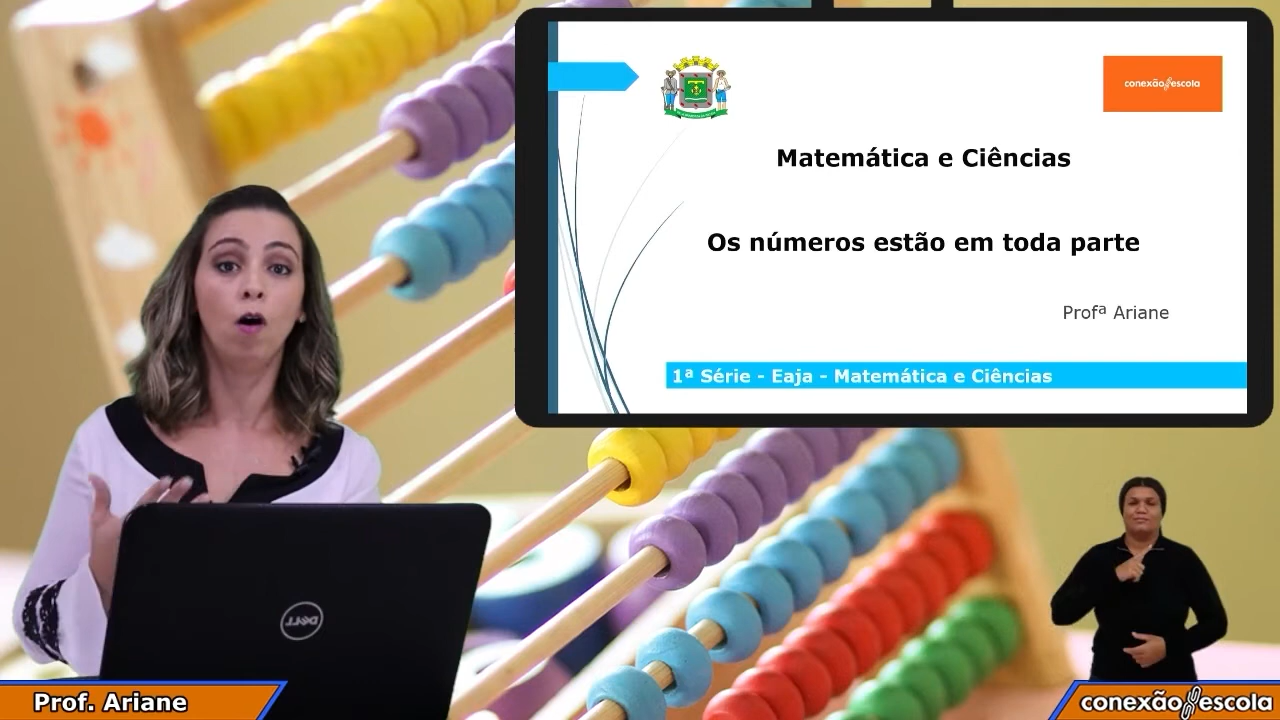 conexão escola
Matemática e Ciências
Os números estão em toda parte
Profª Ariane
1ª Série - Eaja - Matemática e Ciências
DELL
Prof. Ariane
conexão escola